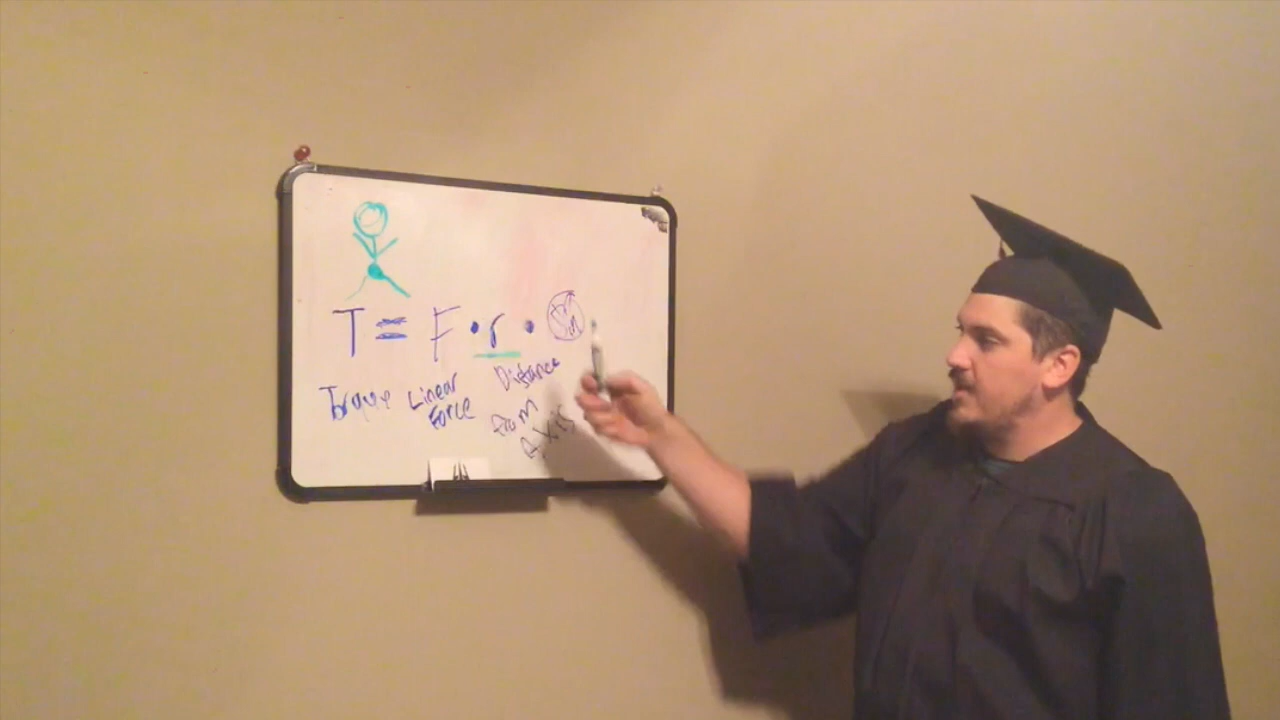 T = F • r •
Torque Linear Force Distance from Axis